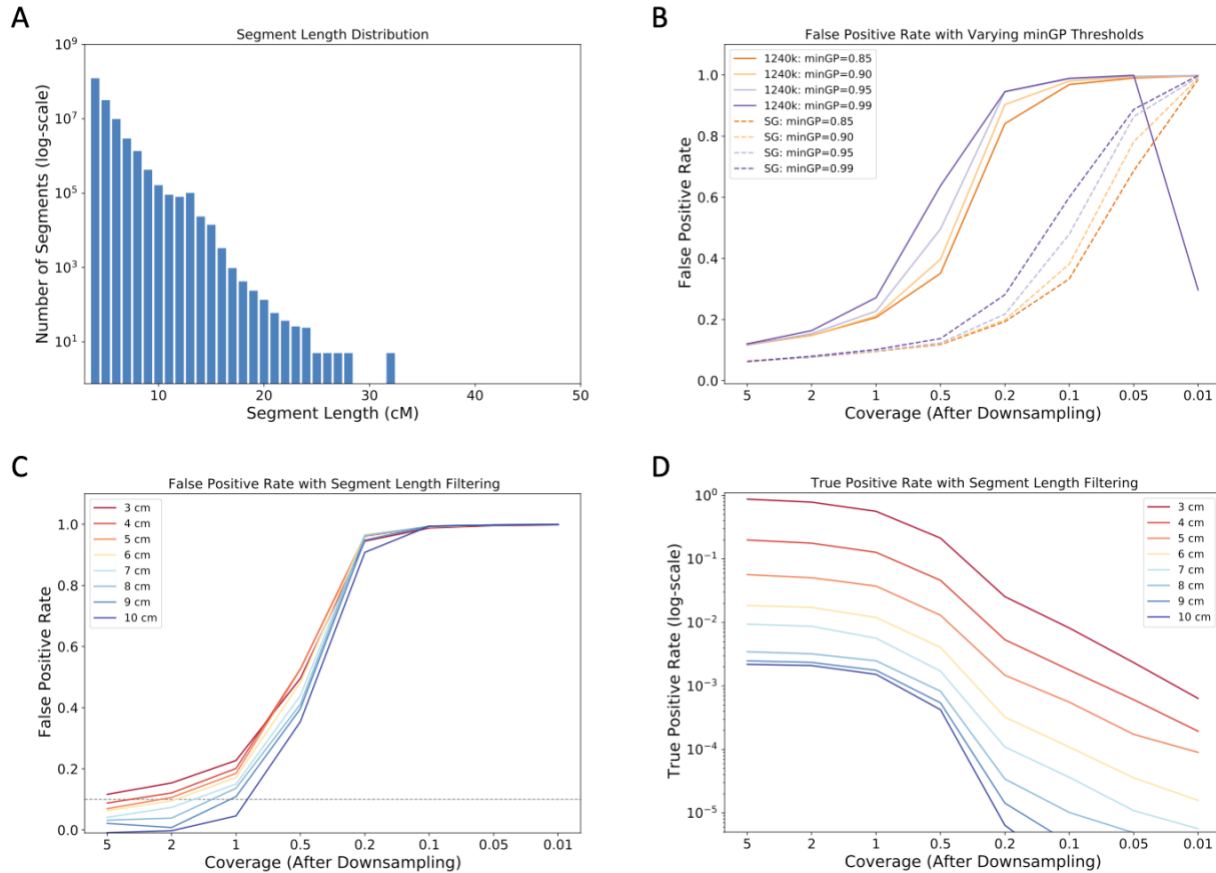 A
Segment Length Distribution
Number of Segments (log-scale)
10^9
10^7
10^5
10^3
10^1
10
20
30
40
50
Segment Length (cM)
B
False Positive Rate with Varying minGP Thresholds
False Positive Rate
1240k: minGP=0.85
1240k: minGP=0.90
1240k: minGP=0.95
1240k: minGP=0.99
SG: minGP=0.85
SG: minGP=0.90
SG: minGP=0.95
SG: minGP=0.99
1.0
0.8
0.6
0.4
0.2
0.0
5
2
1
0.5
0.2
0.1
0.05
0.01
Coverage (After Downsampling)
C
False Positive Rate with Segment Length Filtering
False Positive Rate
3 cm
4 cm
5 cm
6 cm
7 cm
8 cm
9 cm
10 cm
1.0
0.8
0.6
0.4
0.2
0.0
5
2
1
0.5
0.2
0.1
0.05
0.01
Coverage (After Downsampling)
D
True Positive Rate with Segment Length Filtering
True Positive Rate (log-scale)
10^0
10^-1
10^-2
10^-3
10^-4
10^-5
3 cm
4 cm
5 cm
6 cm
7 cm
8 cm
9 cm
10 cm
5
2
1
0.5
0.2
0.1
0.05
0.01
Coverage (After Downsampling)